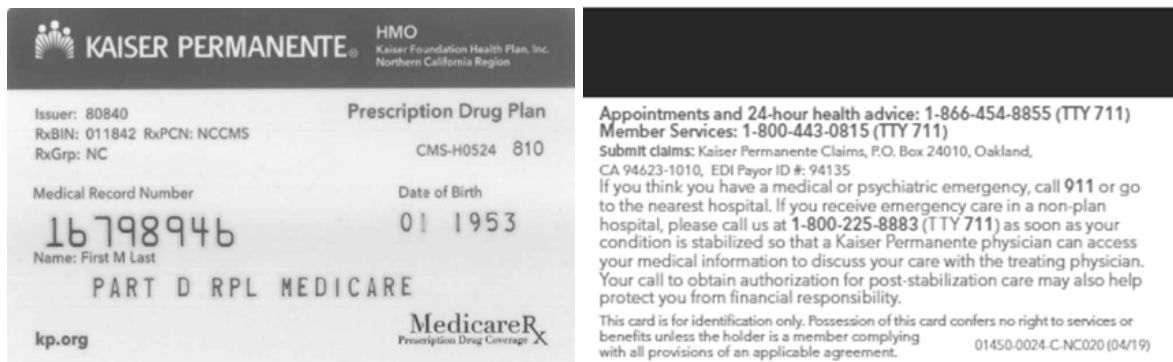 KAISER PERMANENTE®
HMO
Kaiser Foundation Health Plan, Inc.
Northern California Region
Issuer: 80840
RxBIN: 011842 RxPCN: NCCMS
RxGrp: NC
Prescription Drug Plan
CMS-H0524 810
Medical Record Number
16798946
Date of Birth
01 1953
Name: First M Last
PART D RPL MEDICARE
kp.org
MedicareRx
Prescription Drug Coverage
Appointments and 24-hour health advice: 1-866-454-8855 (TTY 711)
Member Services: 1-800-443-0815 (TTY 711)
Submit claims: Kaiser Permanente Claims, P.O. Box 24010, Oakland,
CA 94623-1010, EDI Payor ID #: 94135
If you think you have a medical or psychiatric emergency, call 911 or go
to the nearest hospital. If you receive emergency care in a non-plan
hospital, please call us at 1-800-225-8883 (TTY 711) as soon as your
condition is stabilized so that a Kaiser Permanente physician can access
your medical information to discuss your care with the treating physician.
Your call to obtain authorization for post-stabilization care may also help
protect you from financial responsibility.
This card is for identification only. Possession of this card confers no right to services or
benefits unless the holder is a member complying
with all provisions of an applicable agreement.
01450-0024-C-NC020 (04/19)